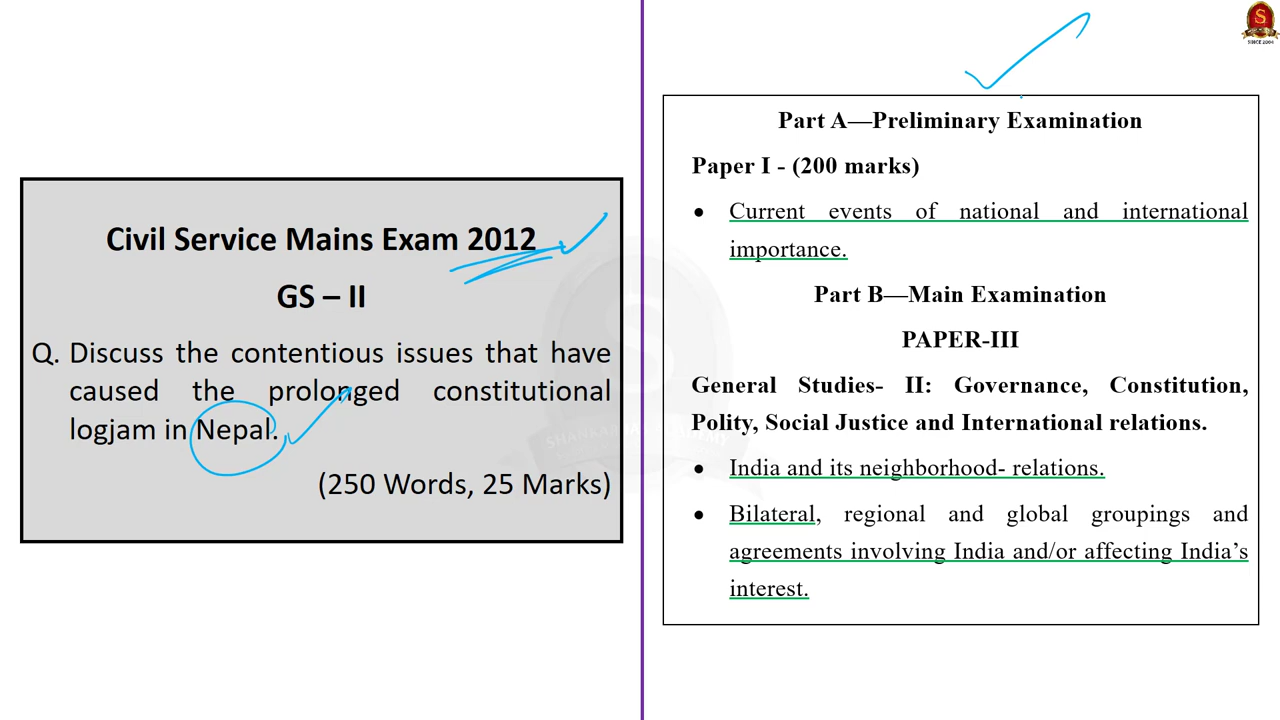 Civil Service Mains Exam 2012
GS – II
Q. Discuss the contentious issues that have
caused the prolonged constitutional
logjam in Nepal.
(250 Words, 25 Marks)
S
SINCE 2004
Part A—Preliminary Examination
Paper I - (200 marks)
• Current events of national and international
importance.
Part B—Main Examination
PAPER-III
General Studies- II: Governance, Constitution,
Polity, Social Justice and International relations.
• India and its neighborhood- relations.
• Bilateral, regional and global groupings and
agreements involving India and/or affecting India’s
interest.